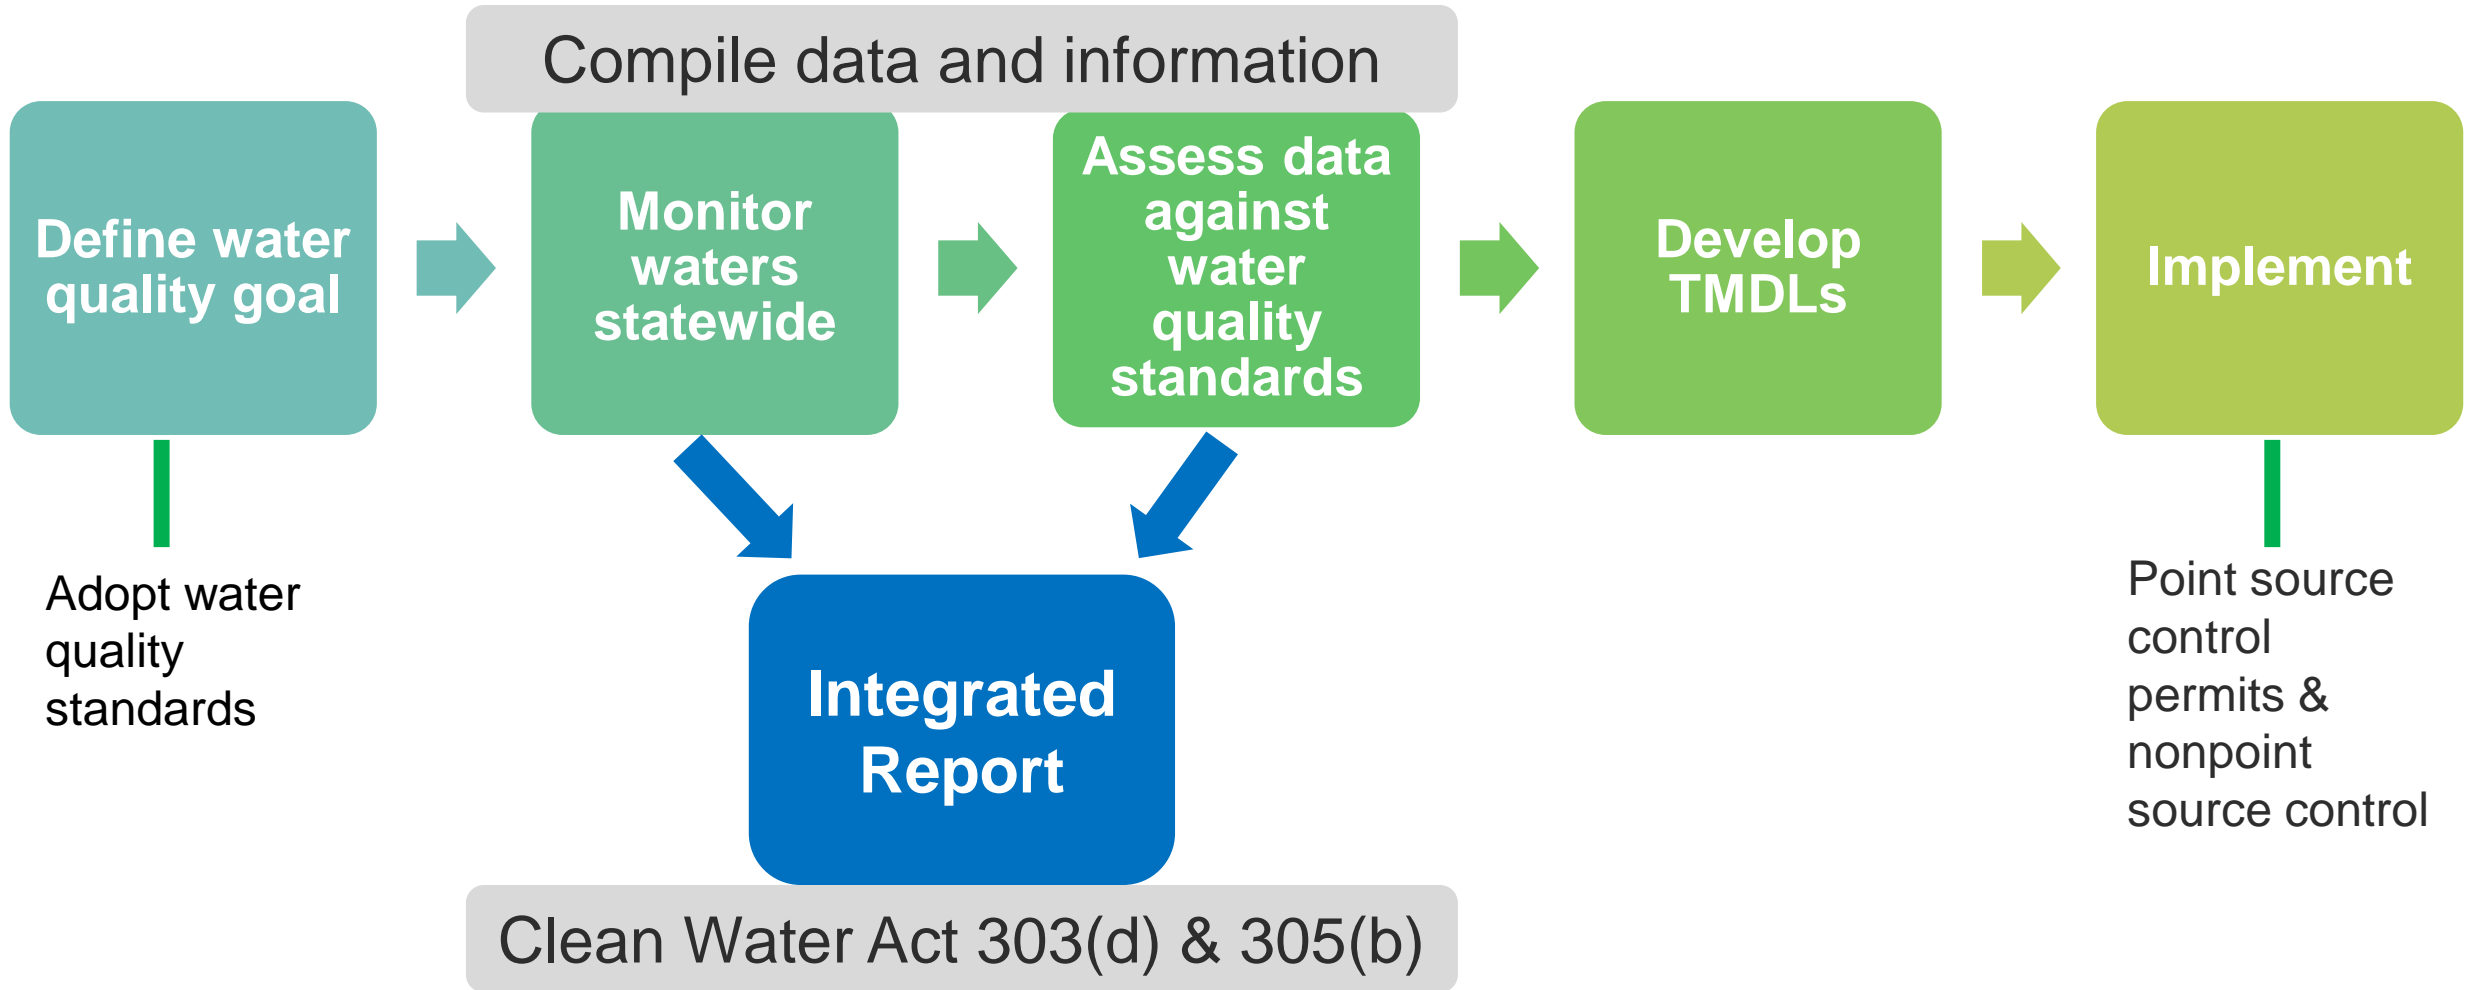 Compile data and information
Define water
quality goal
Monitor
waters
statewide
Assess data
against
water
quality
standards
Develop
TMDLs
Implement
Adopt water
quality
standards
Integrated
Report
Point source
control
permits &
nonpoint
source control
Clean Water Act 303(d) & 305(b)